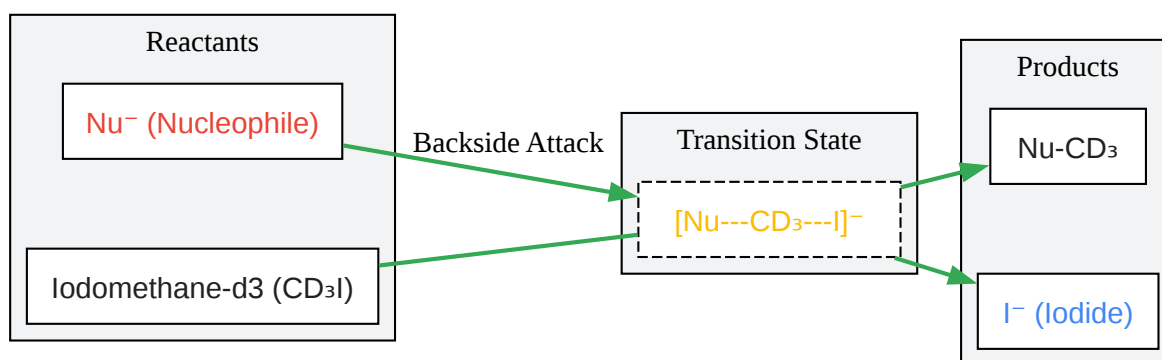 Reactants
Nu⁻ (Nucleophile)
Iodomethane-d3 (CD₃I)
Backside Attack
Transition State
[Nu---CD₃---I]⁻
Products
Nu-CD₃
I⁻ (Iodide)